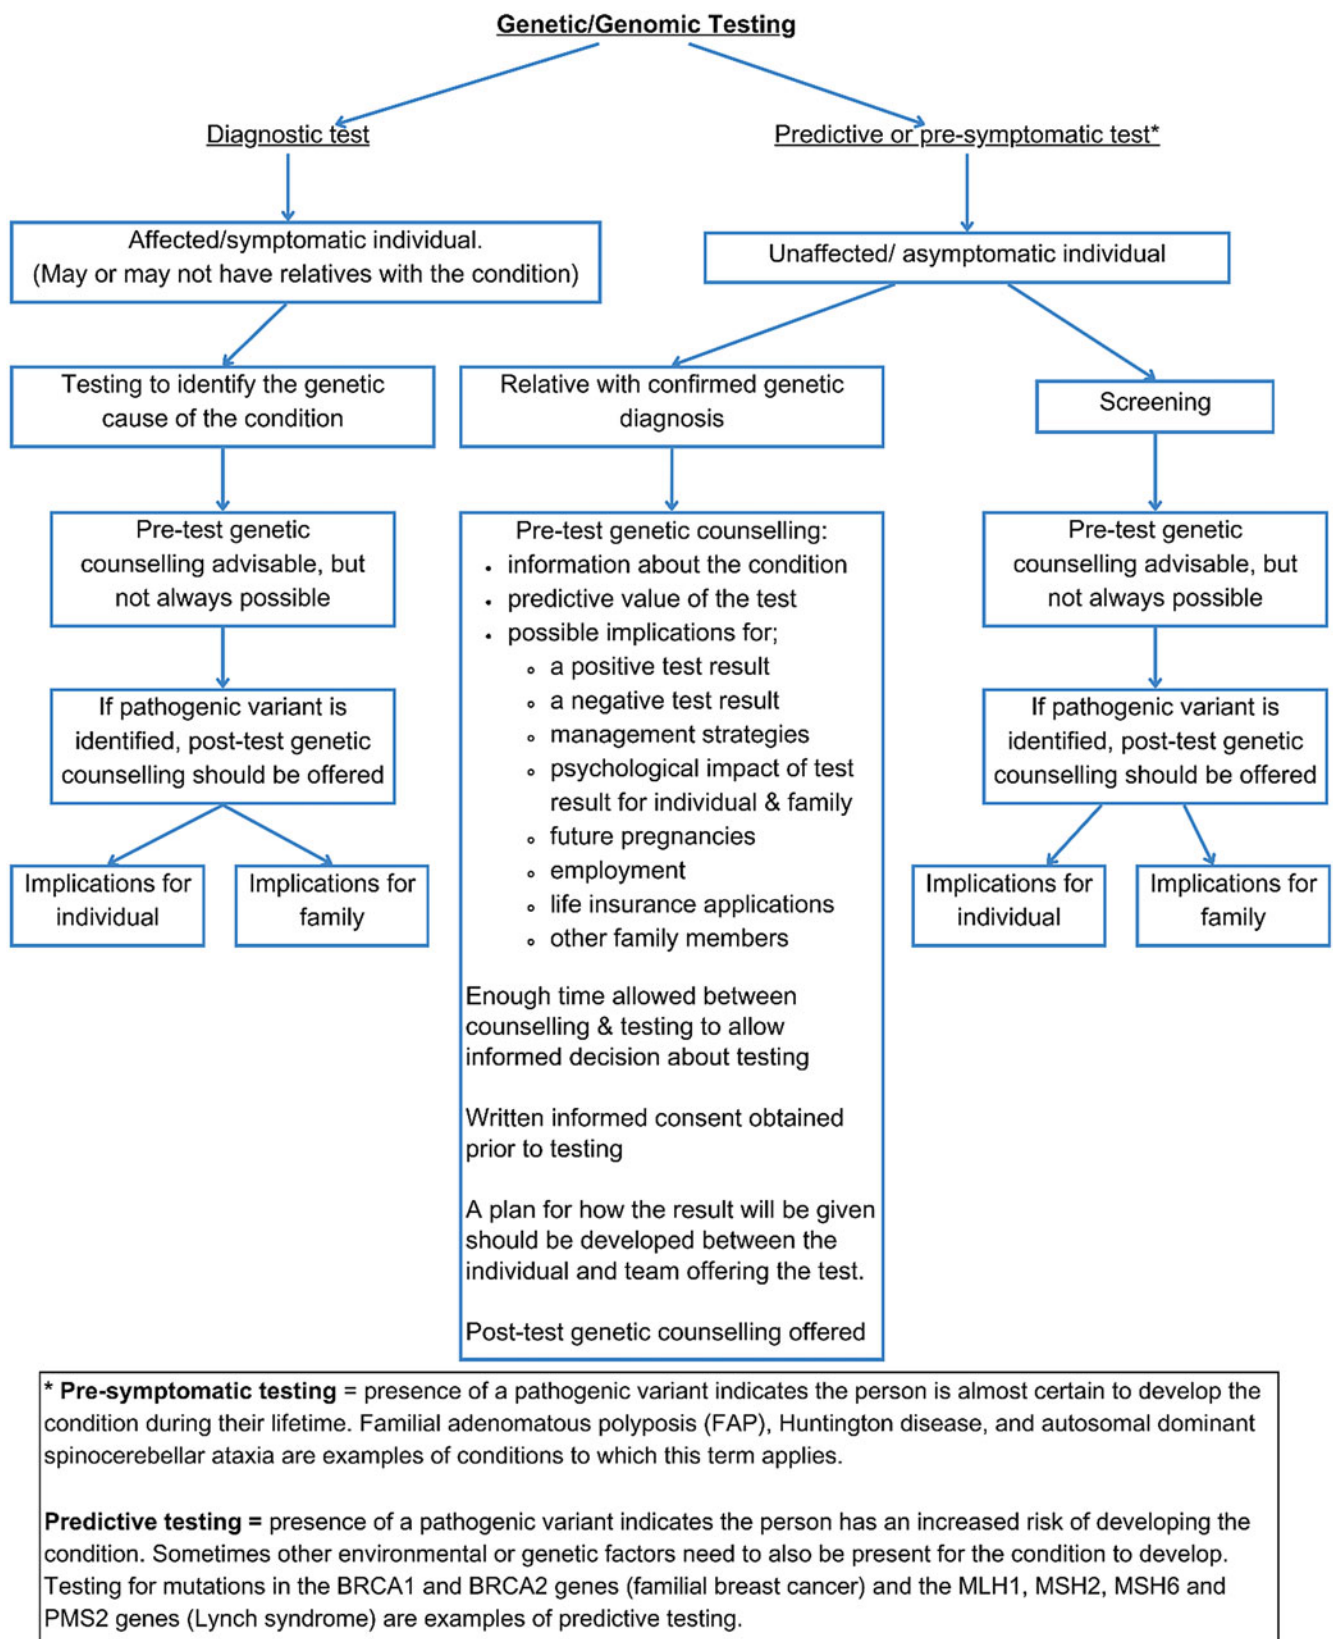 Genetic/Genomic Testing
Diagnostic test
Predictive or pre-symptomatic test*
Affected/symptomatic individual.
(May or may not have relatives with the condition)
Unaffected/ asymptomatic individual
Testing to identify the genetic
cause of the condition
Relative with confirmed genetic
diagnosis
Screening
Pre-test genetic
counselling advisable, but
not always possible
If pathogenic variant is
identified, post-test genetic
counselling should be offered
Implications for
individual
Implications for
family
Pre-test genetic counselling:
• information about the condition
• predictive value of the test
• possible implications for;
∘ a positive test result
∘ a negative test result
∘ management strategies
∘ psychological impact of test
result for individual & family
∘ future pregnancies
∘ employment
∘ life insurance applications
∘ other family members
Enough time allowed between
counselling & testing to allow
informed decision about testing
Written informed consent obtained
prior to testing
A plan for how the result will be given
should be developed between the
individual and team offering the test.
Post-test genetic counselling offered
Pre-test genetic
counselling advisable, but
not always possible
If pathogenic variant is
identified, post-test genetic
counselling should be offered
Implications for
individual
Implications for
family
* Pre-symptomatic testing = presence of a pathogenic variant indicates the person is almost certain to develop the
condition during their lifetime. Familial adenomatous polyposis (FAP), Huntington disease, and autosomal dominant
spinocerebellar ataxia are examples of conditions to which this term applies.
Predictive testing = presence of a pathogenic variant indicates the person has an increased risk of developing the
condition. Sometimes other environmental or genetic factors need to also be present for the condition to develop.
Testing for mutations in the BRCA1 and BRCA2 genes (familial breast cancer) and the MLH1, MSH2, MSH6 and
PMS2 genes (Lynch syndrome) are examples of predictive testing.